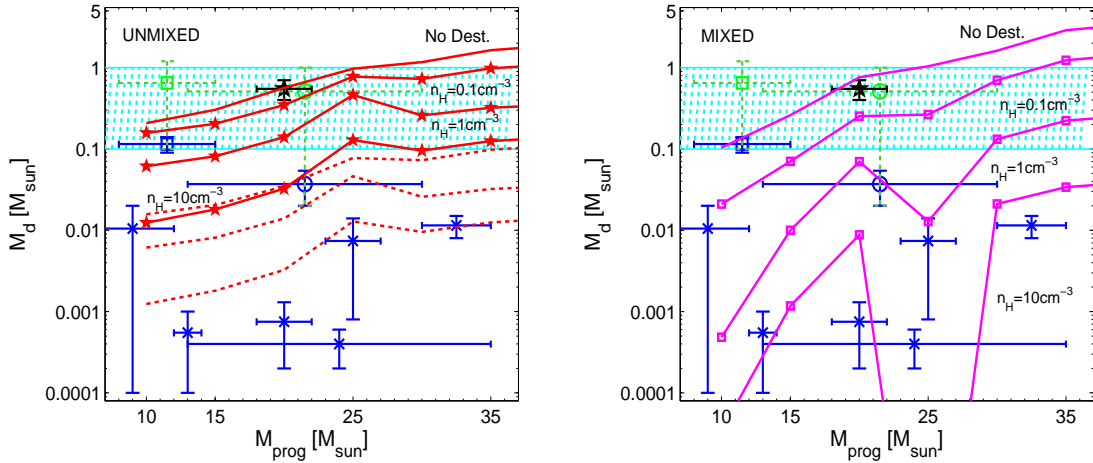 UNMIXED
No Dest.
n_H=0.1cm^-3
n_H=1cm^-3
n_H=10cm^-3
5
1
0.1
0.01
0.001
0.0001
M_d [M_sun]
10 15 20 25 30 35
M_prog [M_sun]
MIXED
No Dest.
n_H=0.1cm^-3
n_H=1cm^-3
n_H=10cm^-3
5
1
0.1
0.01
0.001
0.0001
M_d [M_sun]
10 15 20 25 30 35
M_prog [M_sun]